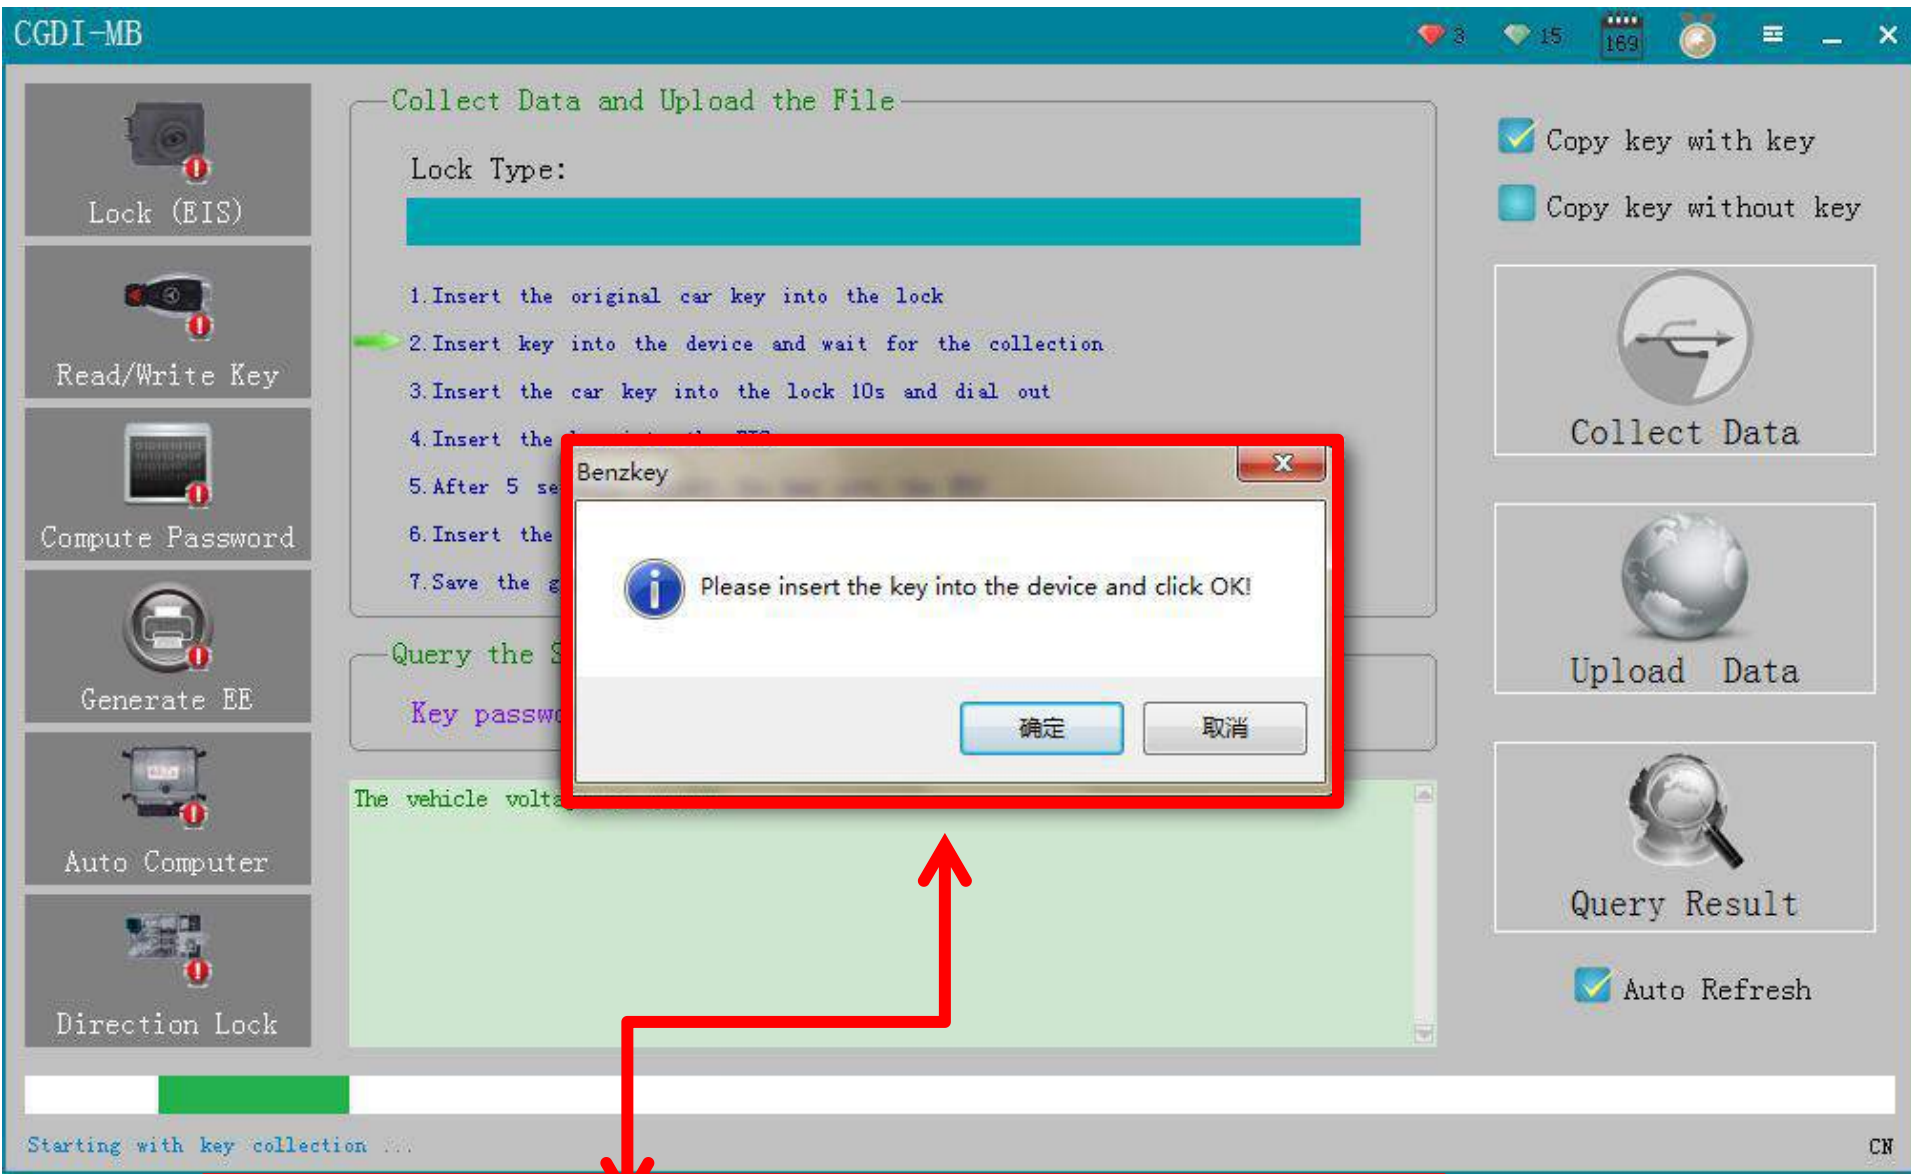 CGDI-MB
3
15
169
Lock (EIS)
Read/Write Key
Compute Password
Generate EE
Auto Computer
Direction Lock
Collect Data and Upload the File
Lock Type:
1.Insert the original car key into the lock
2.Insert key into the device and wait for the collection
3.Insert the car key into the lock 10s and dial out
4.Insert the
5.After 5
6.Insert the
7.Save the
Benzkey
Please insert the key into the device and click OK!
确定
取消
Query the
Key
The vehicle
Copy key with key
Copy key without key
Collect Data
Upload Data
Query Result
Auto Refresh
Starting with key collection ...
CN